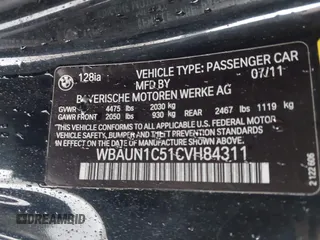 128ia VEHICLE TYPE: PASSENGER CAR
MFD BY 07/11
BAYERISCHE MOTOREN WERKE AG
GVWR 4475 lbs 2030 kg
GAWR FRONT 2050 lbs 930 kg GAWR REAR 2467 lbs 1119 kg
THIS VEHICLE CONFORMS TO ALL APPLICABLE FEDERAL
MOTOR VEHICLE SAFETY, BUMPER, AND THEFT PREVENTION
STANDARDS IN EFFECT ON THE DATE OF MANUFACTURE SHOWN ABOVE.
WBAUN1C51CVH84311
DREAMBID